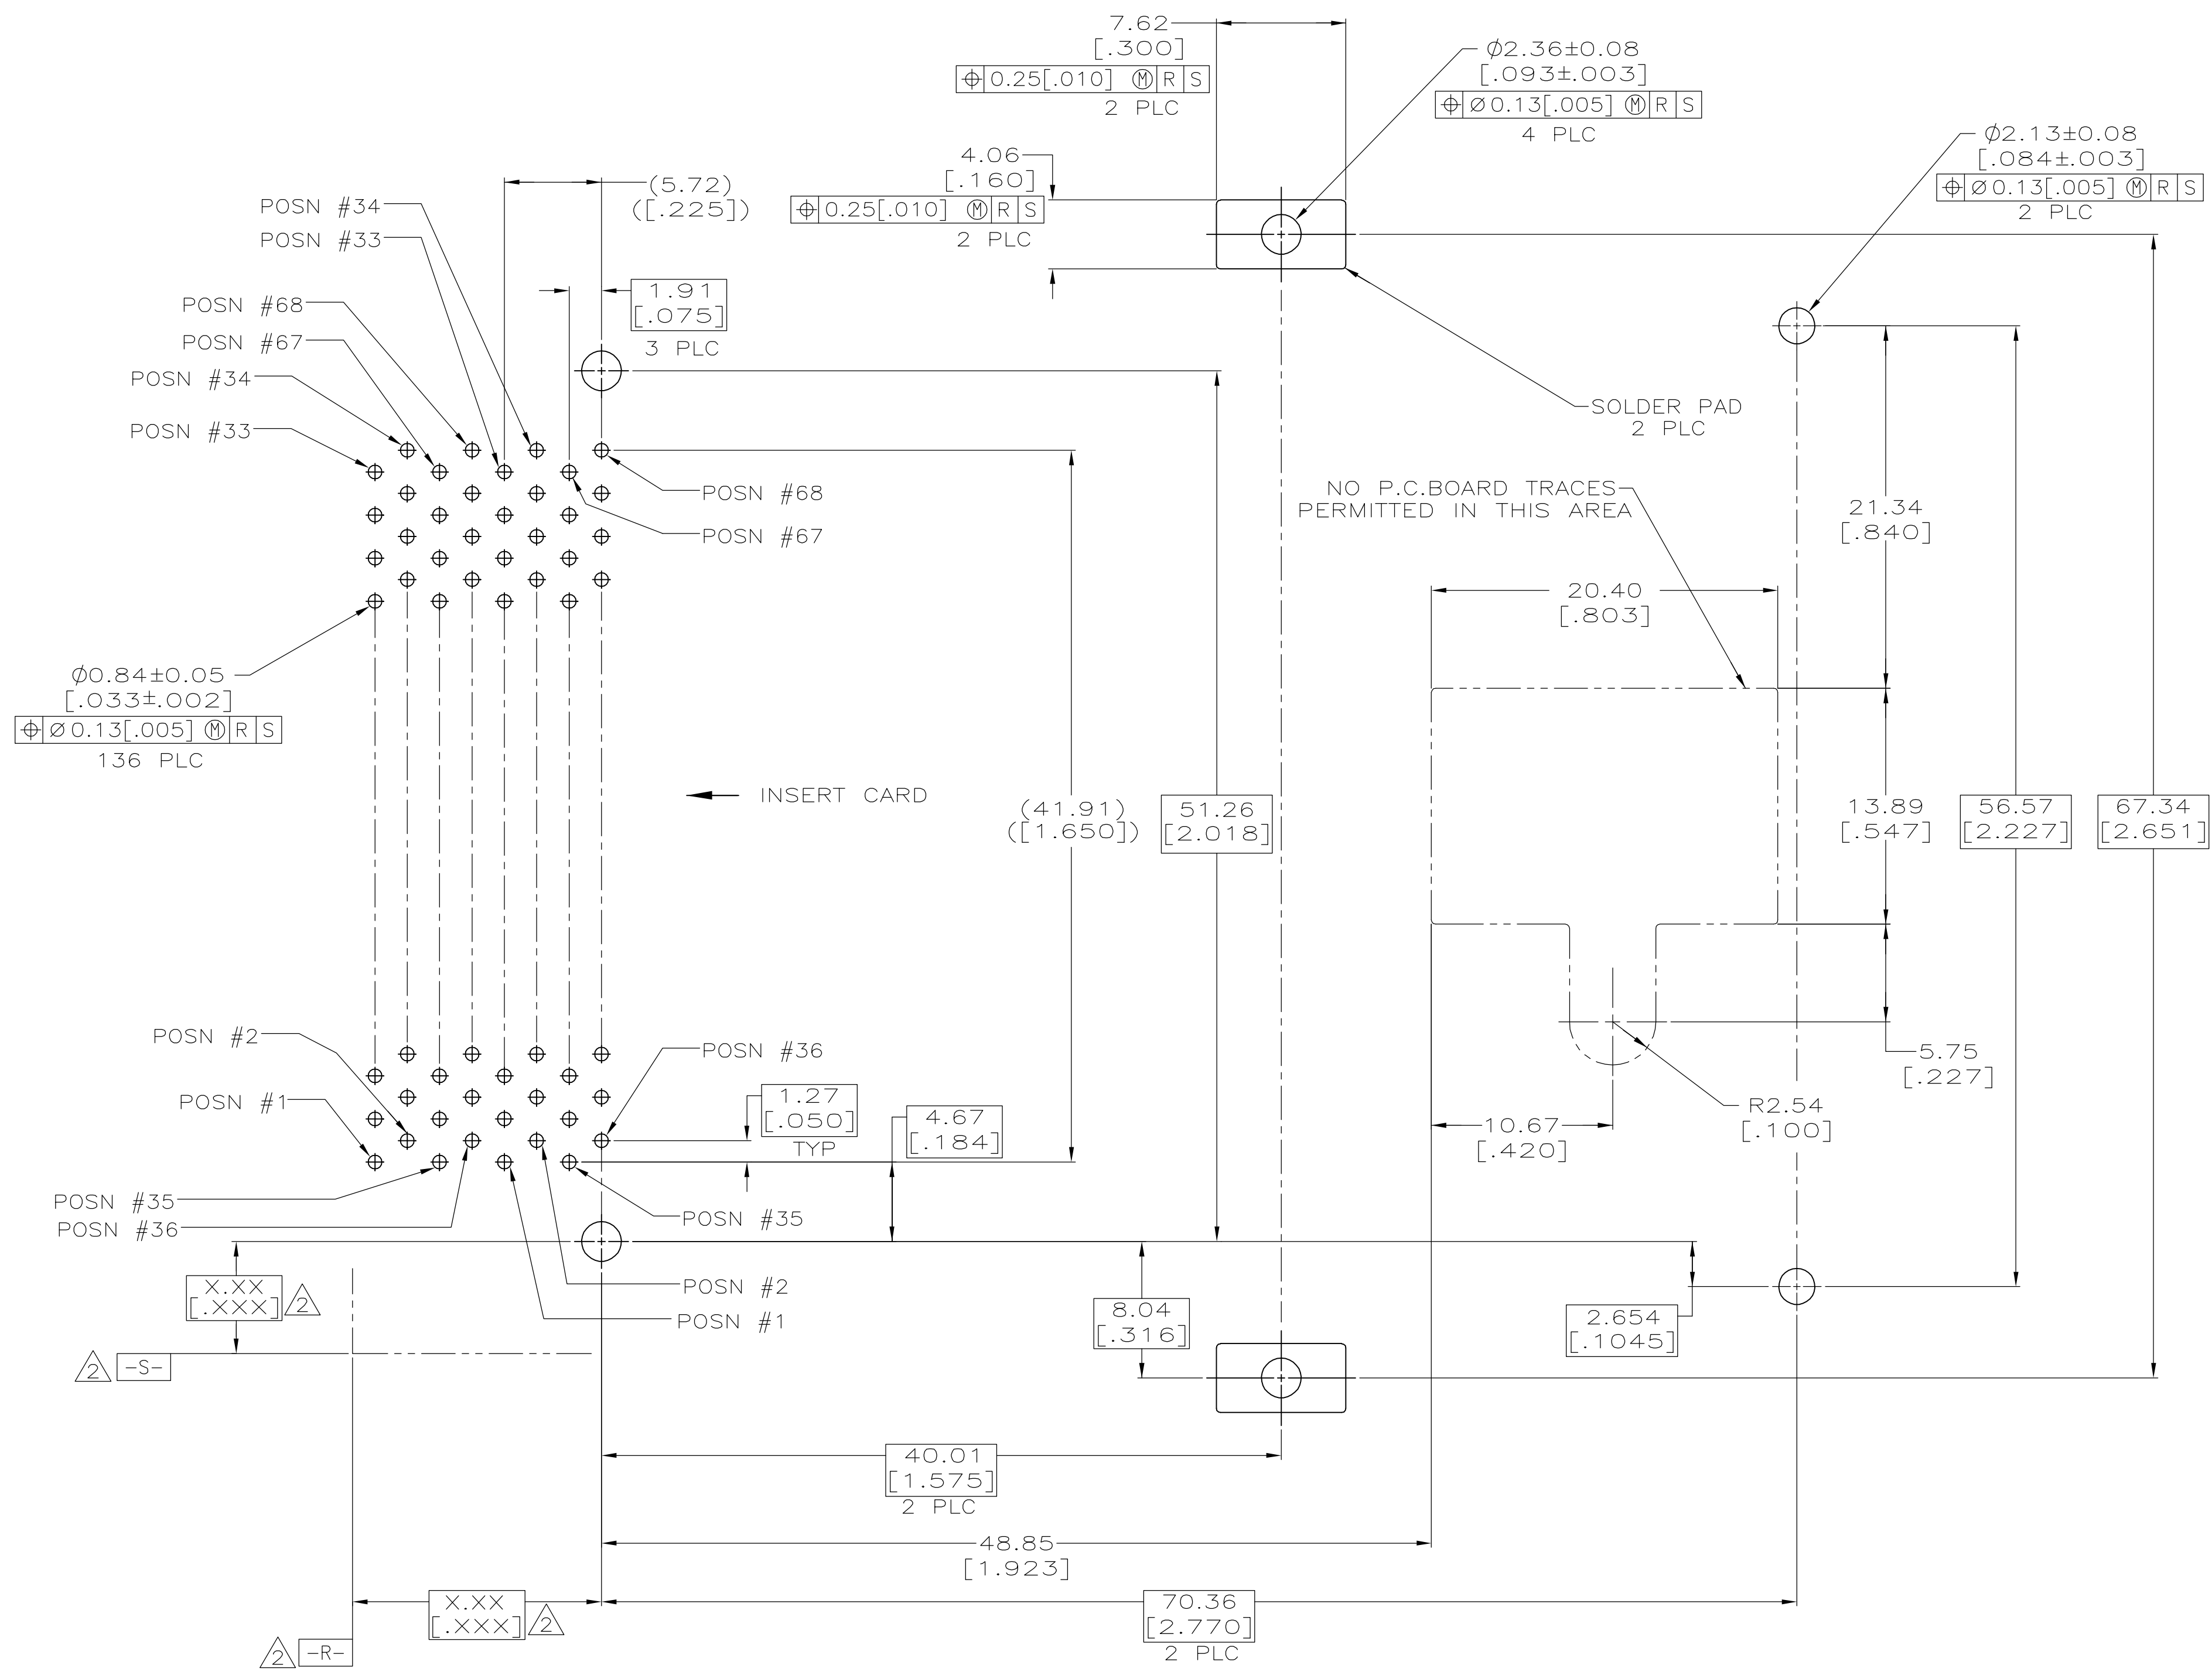 7.62
[.300]
⌖ 0.25[.010] Ⓜ R S
2 PLC
Ø2.36±0.08
[.093±.003]
⌖ Ø0.13[.005] Ⓜ R S
4 PLC
Ø2.13±0.08
[.084±.003]
⌖ Ø0.13[.005] Ⓜ R S
2 PLC
4.06
[.160]
⌖ 0.25[.010] Ⓜ R S
2 PLC
(5.72)
([.225])
POSN #34
POSN #33
POSN #68
POSN #67
POSN #34
POSN #33
1.91
[.075]
3 PLC
SOLDER PAD
2 PLC
POSN #68
POSN #67
NO P.C.BOARD TRACES
PERMITTED IN THIS AREA
21.34
[.840]
20.40
[.803]
Ø0.84±0.05
[.033±.002]
⌖ Ø0.13[.005] Ⓜ R S
136 PLC
INSERT CARD
(41.91)
([1.650])
51.26
[2.018]
13.89
[.547]
56.57
[2.227]
67.34
[2.651]
POSN #2
POSN #1
POSN #36
1.27
[.050]
TYP
4.67
[.184]
5.75
[.227]
R2.54
[.100]
10.67
[.420]
POSN #35
POSN #36
POSN #35
POSN #2
POSN #1
X.XX
[.XXX]
2
2
-S-
8.04
[.316]
2.654
[.1045]
40.01
[1.575]
2 PLC
48.85
[1.923]
X.XX
[.XXX]
2
70.36
[2.770]
2 PLC
2
-R-